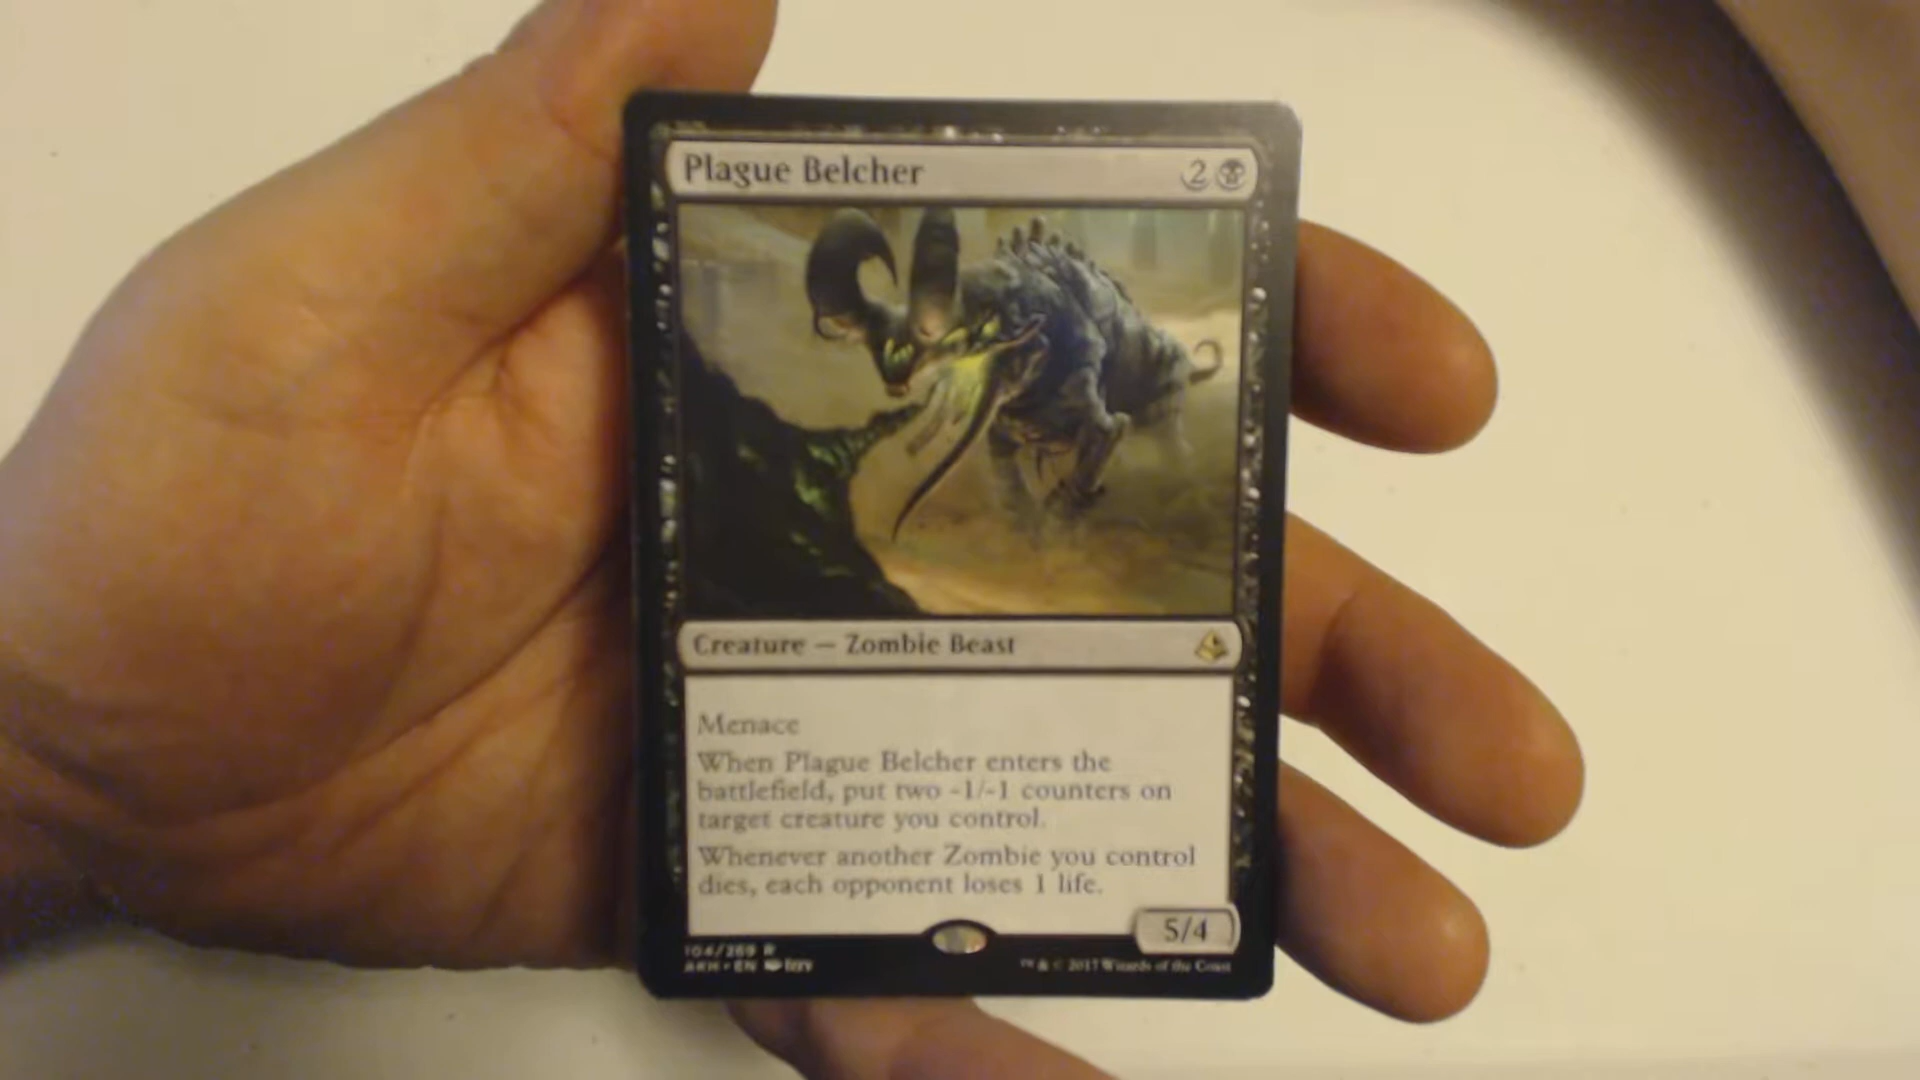 Plague Belcher 2
Creature — Zombie Beast
Menace
When Plague Belcher enters the
battlefield, put two -1/-1 counters on
target creature you control.
Whenever another Zombie you control
dies, each opponent loses 1 life.
5/4
104/269 R
AKH • EN Izzy
™ & © 2017 Wizards of the Coast